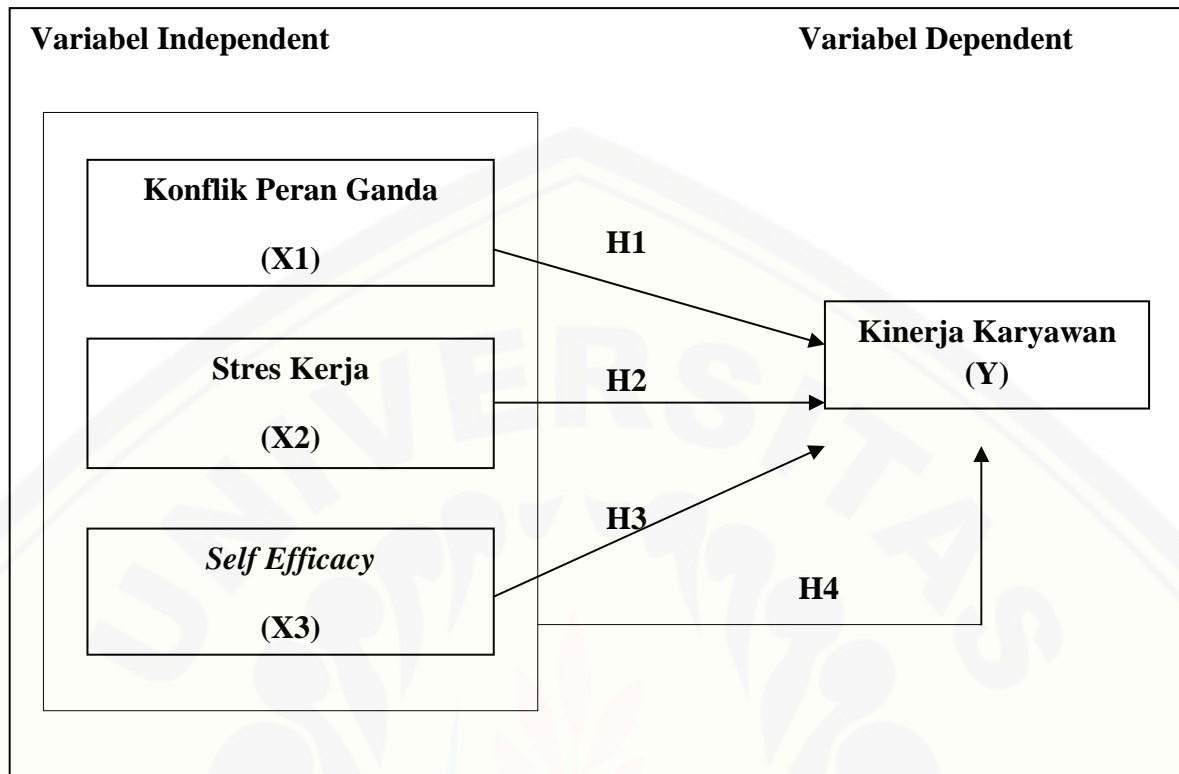 Variabel Independent
Variabel Dependent
Konflik Peran Ganda
(X1)
H1
Kinerja Karyawan
(Y)
Stres Kerja
(X2)
H2
Self Efficacy
(X3)
H3
H4
UNIVERSITAS